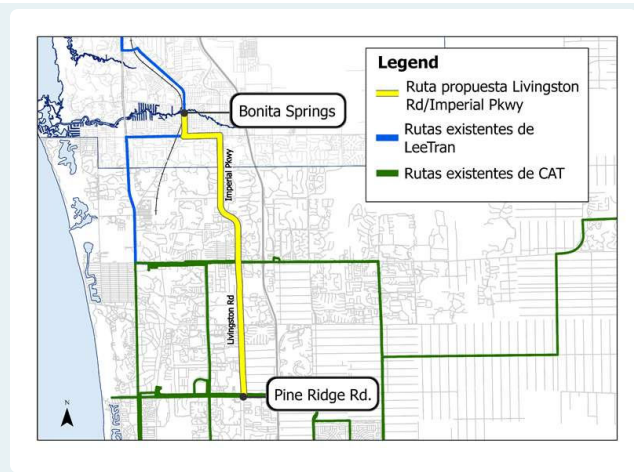 Legend
Ruta propuesta Livingston
Rd/Imperial Pkwy
Rutas existentes de
LeeTran
Rutas existentes de CAT
Bonita Springs
Imperial Pkwy
Livingston Rd
Pine Ridge Rd.
N